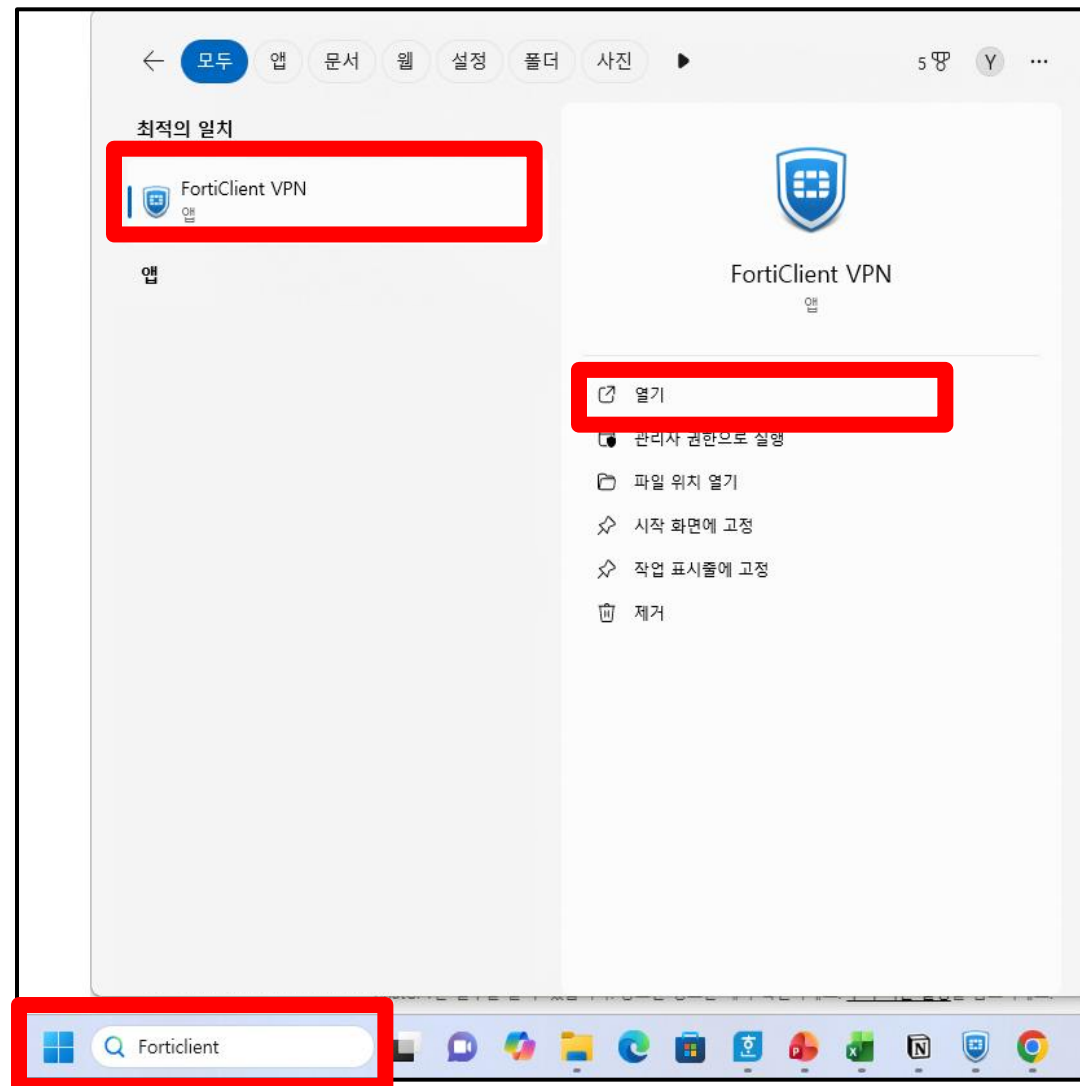 모두 앱 문서 웹 설정 폴더 사진 5 Y
최적의 일치
FortiClient VPN
앱
앱
FortiClient VPN
앱
열기
관리자 권한으로 실행
파일 위치 열기
시작 화면에 고정
작업 표시줄에 고정
제거
Forticlient